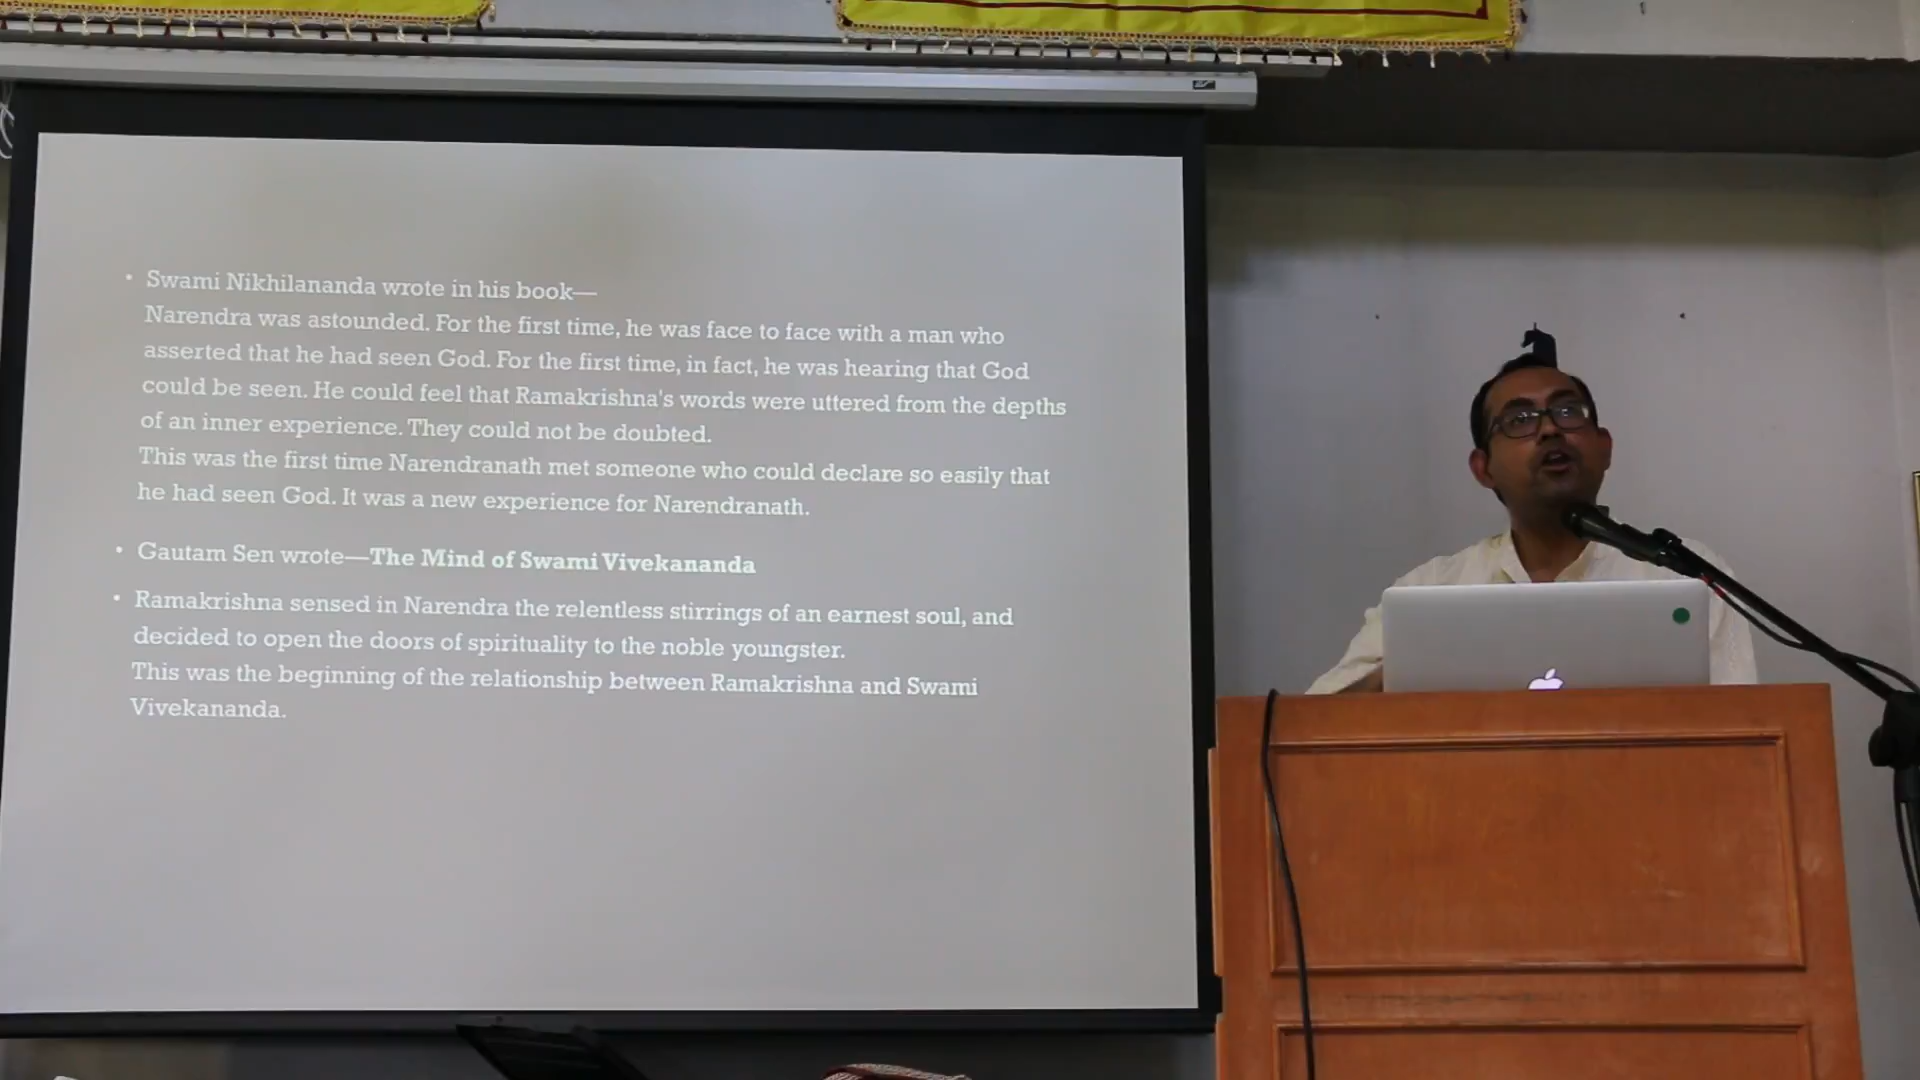 • Swami Nikhilananda wrote in his book—
Narendra was astounded. For the first time, he was face to face with a man who
asserted that he had seen God. For the first time, in fact, he was hearing that God
could be seen. He could feel that Ramakrishna's words were uttered from the depths
of an inner experience. They could not be doubted.
This was the first time Narendranath met someone who could declare so easily that
he had seen God. It was a new experience for Narendranath.
• Gautam Sen wrote—The Mind of Swami Vivekananda
• Ramakrishna sensed in Narendra the relentless stirrings of an earnest soul, and
decided to open the doors of spirituality to the noble youngster.
This was the beginning of the relationship between Ramakrishna and Swami
Vivekananda.